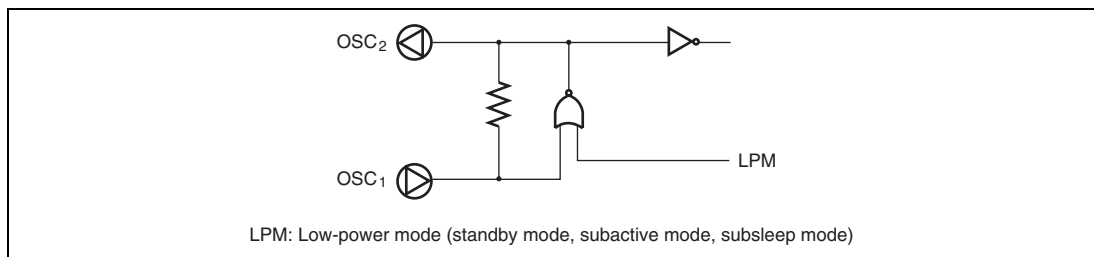 OSC2
OSC1
LPM
LPM: Low-power mode (standby mode, subactive mode, subsleep mode)